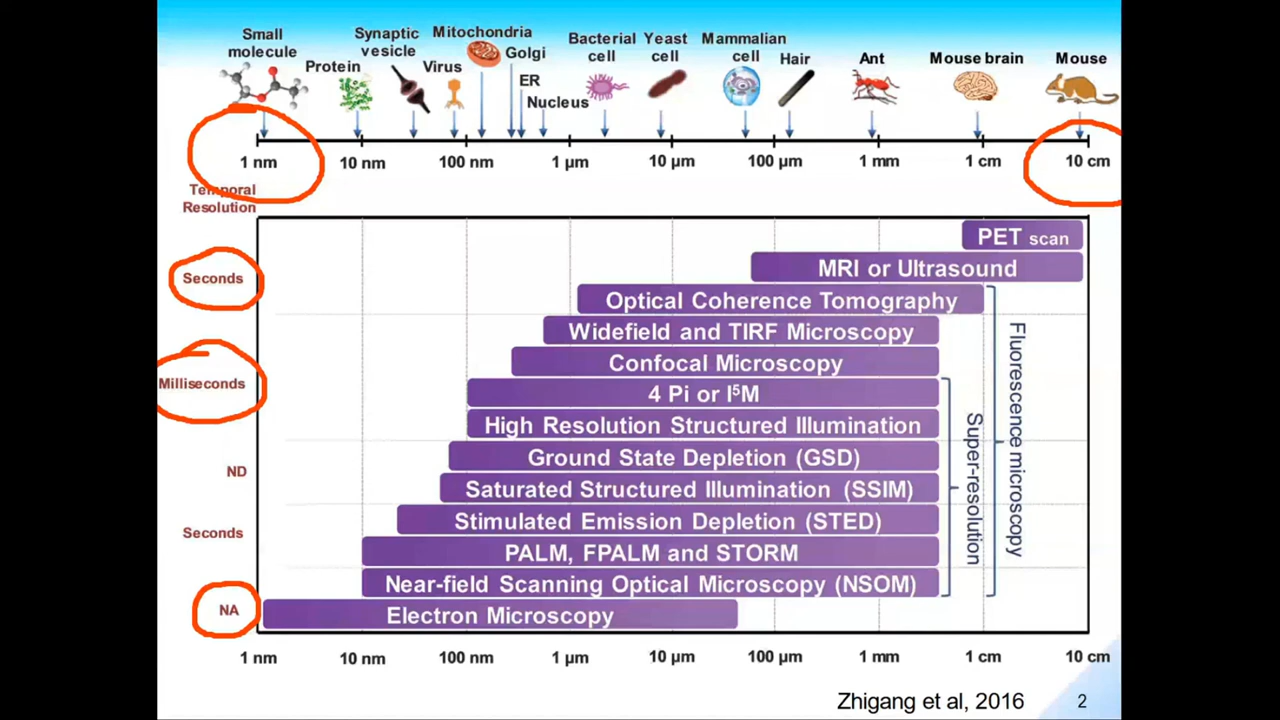 Small
molecule
Protein
Synaptic
vesicle
Virus
Mitochondria
Golgi
ER
Nucleus
Bacterial
cell
Yeast
cell
Mammalian
cell
Hair
Ant
Mouse brain
Mouse
1 nm 10 nm 100 nm 1 µm 10 µm 100 µm 1 mm 1 cm 10 cm
Temporal
Resolution
PET scan
Seconds
MRI or Ultrasound
Optical Coherence Tomography
Widefield and TIRF Microscopy
Confocal Microscopy
Milliseconds
4 Pi or I⁵M
High Resolution Structured Illumination
Ground State Depletion (GSD)
ND
Saturated Structured Illumination (SSIM)
Stimulated Emission Depletion (STED)
Seconds
PALM, FPALM and STORM
Near-field Scanning Optical Microscopy (NSOM)
NA
Electron Microscopy
Super-resolution
Fluorescence microscopy
1 nm 10 nm 100 nm 1 µm 10 µm 100 µm 1 mm 1 cm 10 cm
Zhigang et al, 2016
2